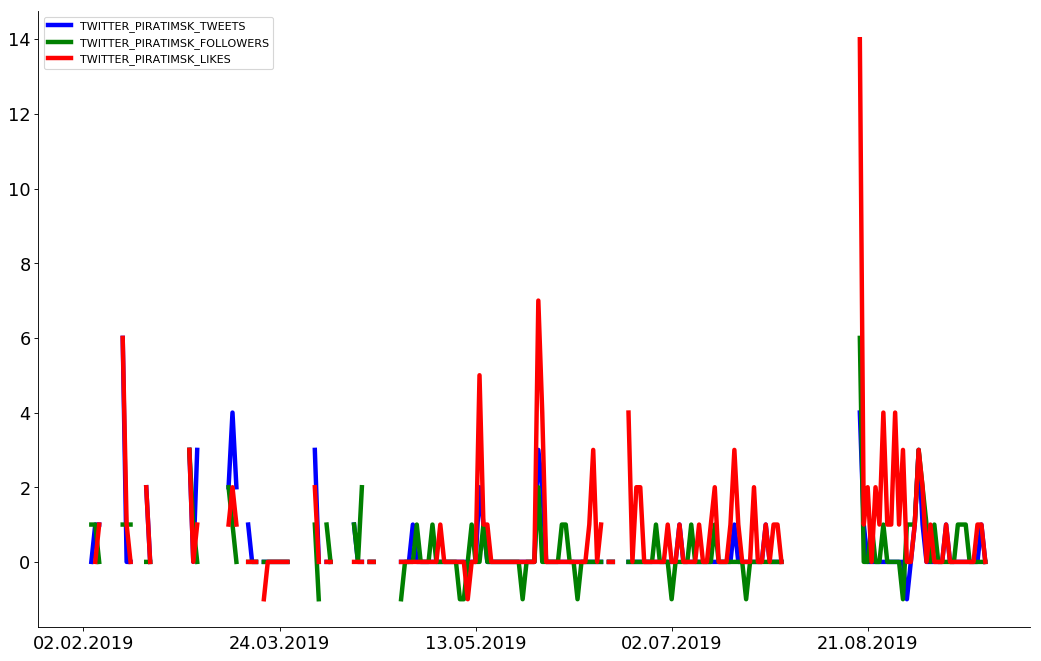 TWITTER_PIRATIMSK_TWEETS
TWITTER_PIRATIMSK_FOLLOWERS
TWITTER_PIRATIMSK_LIKES
14
12
10
8
6
4
2
0
02.02.2019 24.03.2019 13.05.2019 02.07.2019 21.08.2019